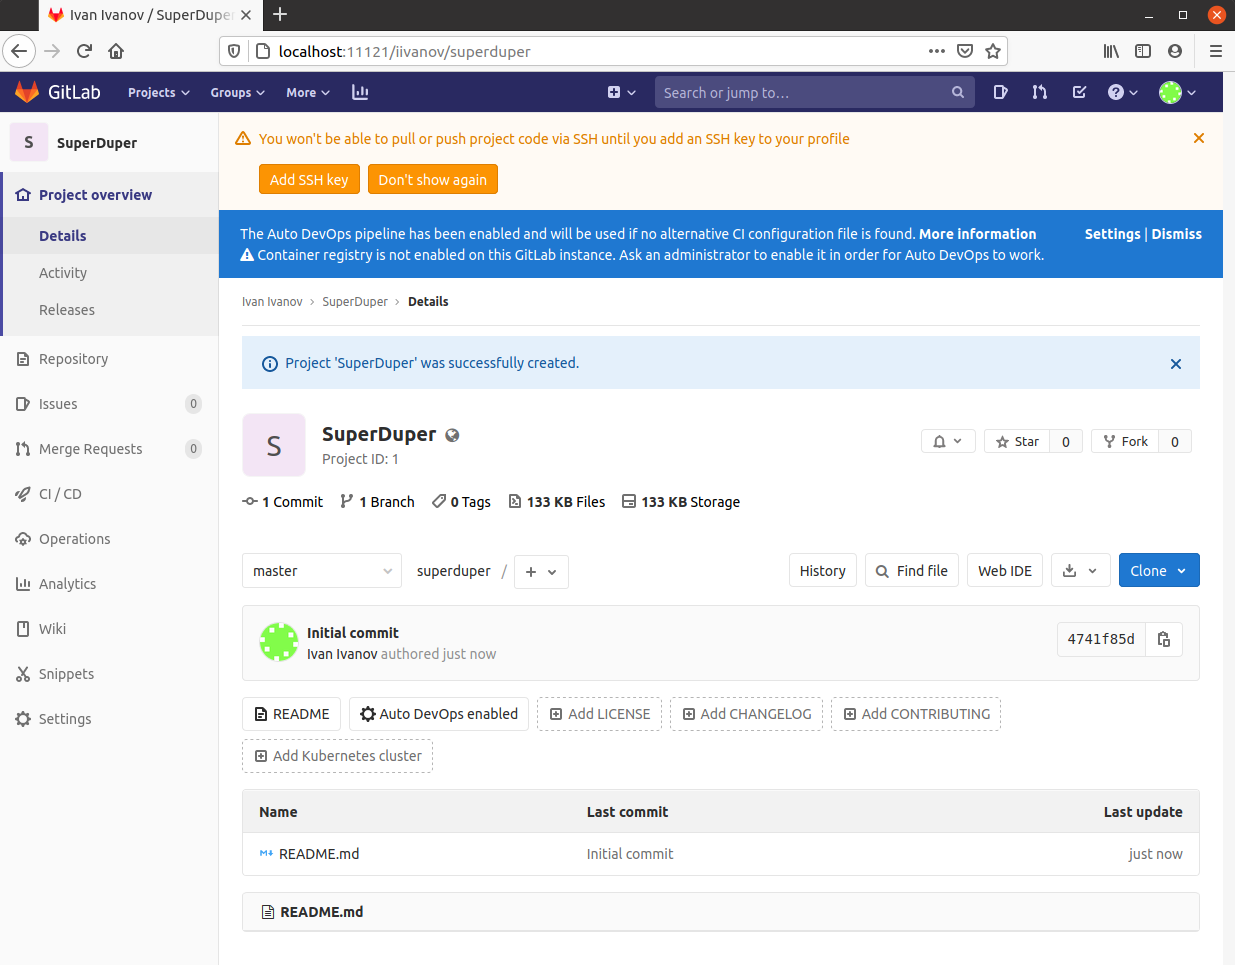 Ivan Ivanov / SuperDuper
localhost:11121/iivanov/superduper
GitLab Projects Groups More Search or jump to...
S SuperDuper
Project overview
Details
Activity
Releases
Repository
Issues 0
Merge Requests 0
CI / CD
Operations
Analytics
Wiki
Snippets
Settings
You won't be able to pull or push project code via SSH until you add an SSH key to your profile
Add SSH key Don't show again
The Auto DevOps pipeline has been enabled and will be used if no alternative CI configuration file is found. More information Settings | Dismiss
Container registry is not enabled on this GitLab instance. Ask an administrator to enable it in order for Auto DevOps to work.
Ivan Ivanov > SuperDuper > Details
Project 'SuperDuper' was successfully created.
S SuperDuper
Project ID: 1
Star 0 Fork 0
1 Commit 1 Branch 0 Tags 133 KB Files 133 KB Storage
master superduper / + History Find file Web IDE Clone
Initial commit
Ivan Ivanov authored just now
4741f85d
README Auto DevOps enabled Add LICENSE Add CHANGELOG Add CONTRIBUTING
Add Kubernetes cluster
Name Last commit Last update
README.md Initial commit just now
README.md